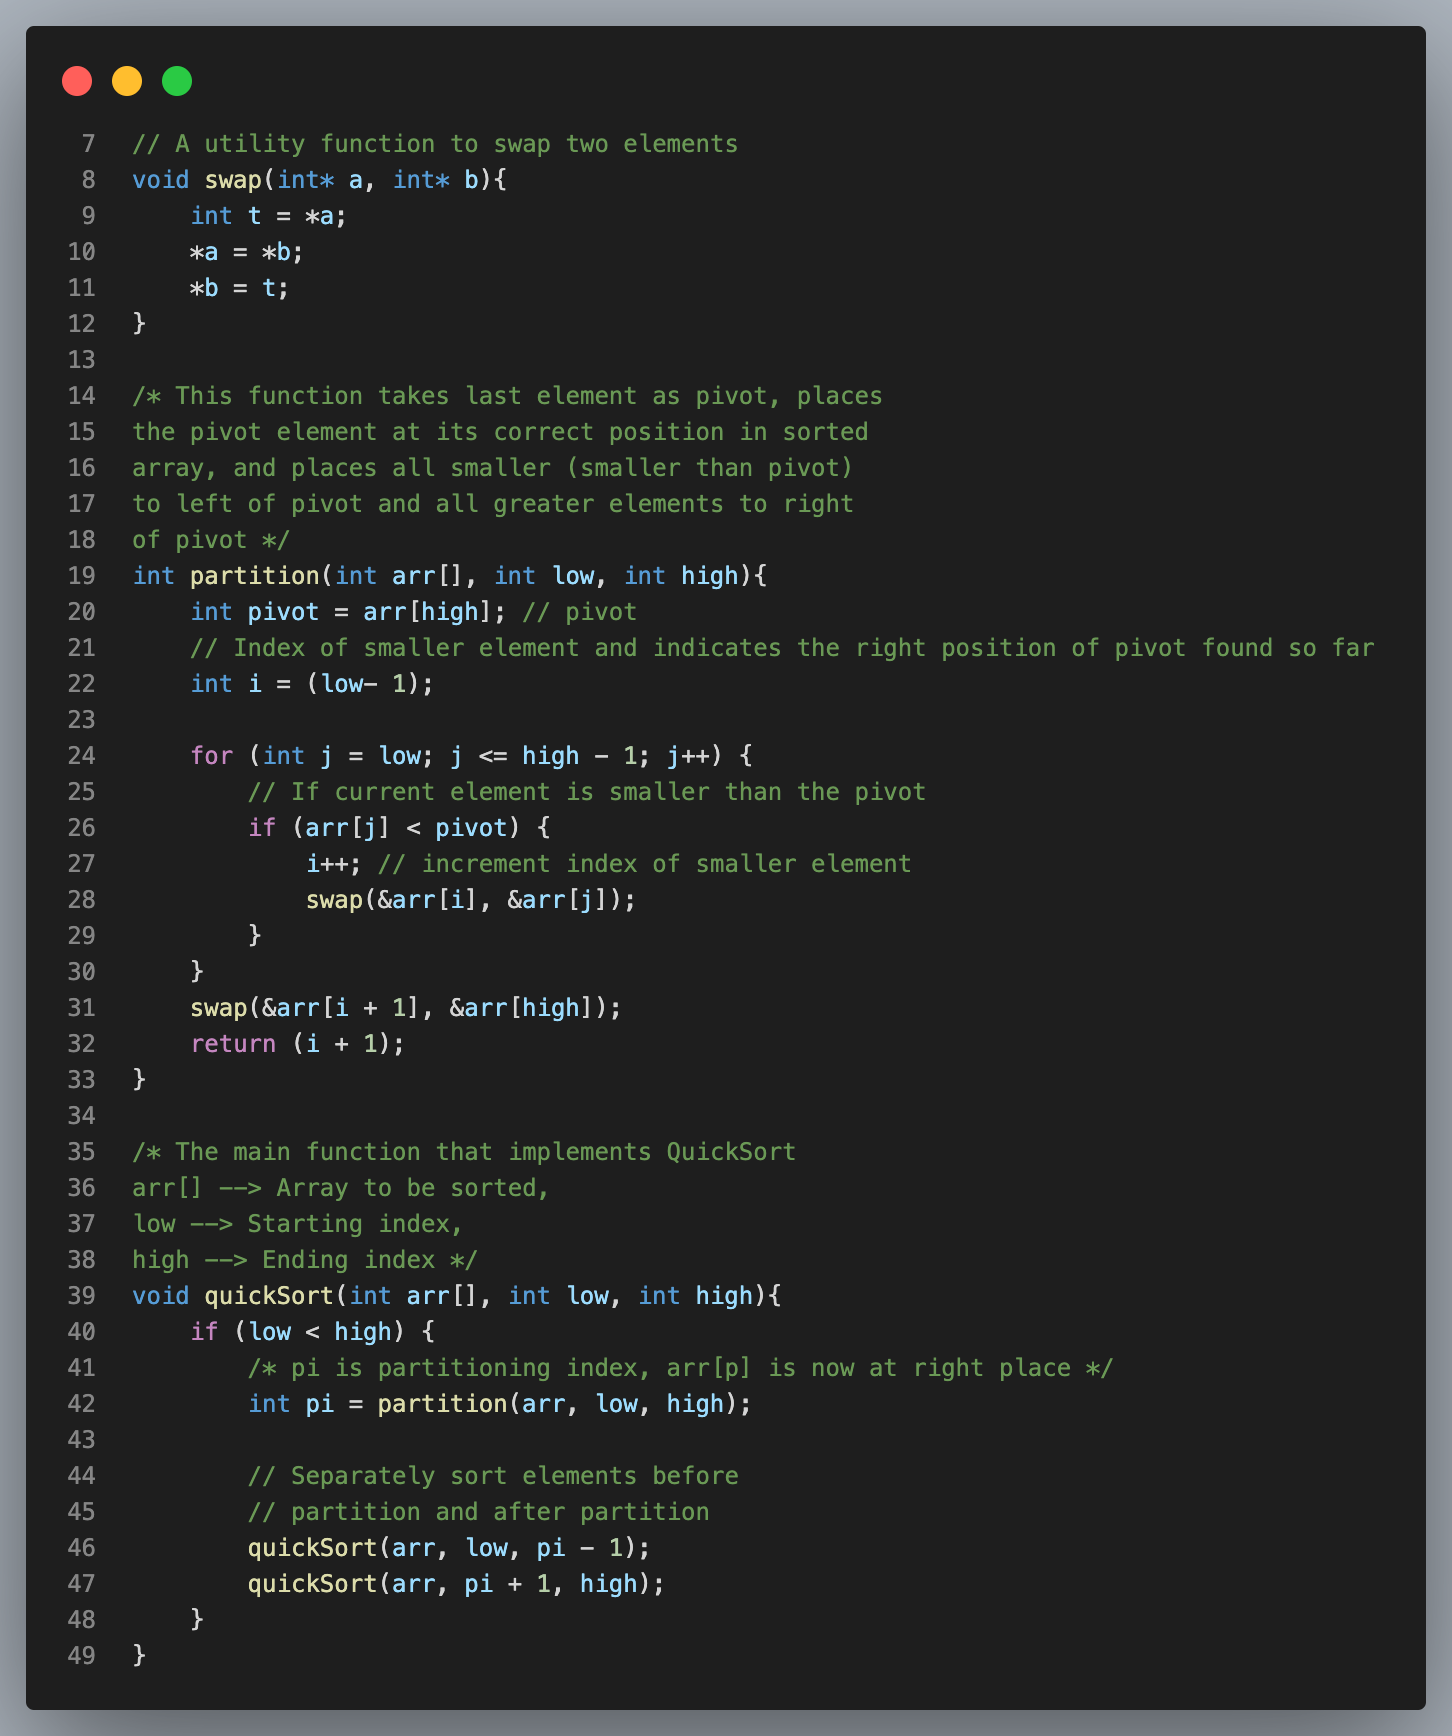 7 // A utility function to swap two elements
8 void swap(int* a, int* b){
9     int t = *a;
10     *a = *b;
11     *b = t;
12 }
13
14 /* This function takes last element as pivot, places
15 the pivot element at its correct position in sorted
16 array, and places all smaller (smaller than pivot)
17 to left of pivot and all greater elements to right
18 of pivot */
19 int partition(int arr[], int low, int high){
20     int pivot = arr[high]; // pivot
21     // Index of smaller element and indicates the right position of pivot found so far
22     int i = (low- 1);
23
24     for (int j = low; j <= high - 1; j++) {
25         // If current element is smaller than the pivot
26         if (arr[j] < pivot) {
27             i++; // increment index of smaller element
28             swap(&arr[i], &arr[j]);
29         }
30     }
31     swap(&arr[i + 1], &arr[high]);
32     return (i + 1);
33 }
34
35 /* The main function that implements QuickSort
36 arr[] --> Array to be sorted,
37 low --> Starting index,
38 high --> Ending index */
39 void quickSort(int arr[], int low, int high){
40     if (low < high) {
41         /* pi is partitioning index, arr[p] is now at right place */
42         int pi = partition(arr, low, high);
43
44         // Separately sort elements before
45         // partition and after partition
46         quickSort(arr, low, pi - 1);
47         quickSort(arr, pi + 1, high);
48     }
49 }